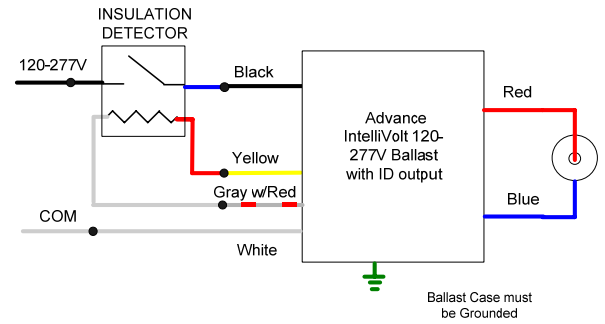 INSULATION
DETECTOR
120-277V
Black
Red
Advance
IntelliVolt 120-
277V Ballast
with ID output
Yellow
Gray w/Red
Blue
COM
White
Ballast Case must
be Grounded